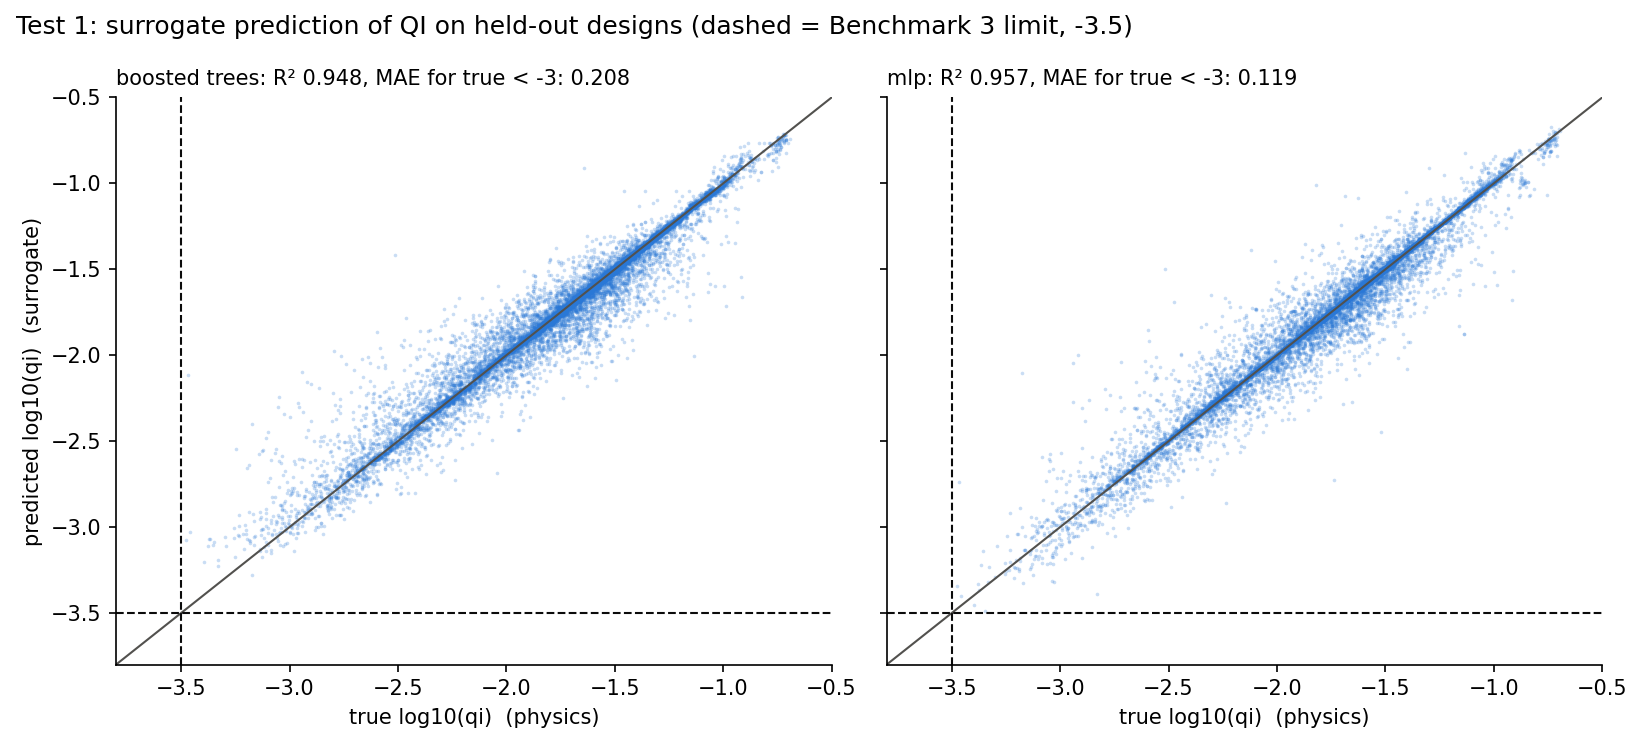 Test 1: surrogate prediction of QI on held-out designs (dashed = Benchmark 3 limit, -3.5)
boosted trees: R² 0.948, MAE for true < -3: 0.208
mlp: R² 0.957, MAE for true < -3: 0.119
predicted log10(qi) (surrogate)
−0.5
−1.0
−1.5
−2.0
−2.5
−3.0
−3.5
−3.5 −3.0 −2.5 −2.0 −1.5 −1.0 −0.5
−3.5 −3.0 −2.5 −2.0 −1.5 −1.0 −0.5
true log10(qi) (physics)
true log10(qi) (physics)